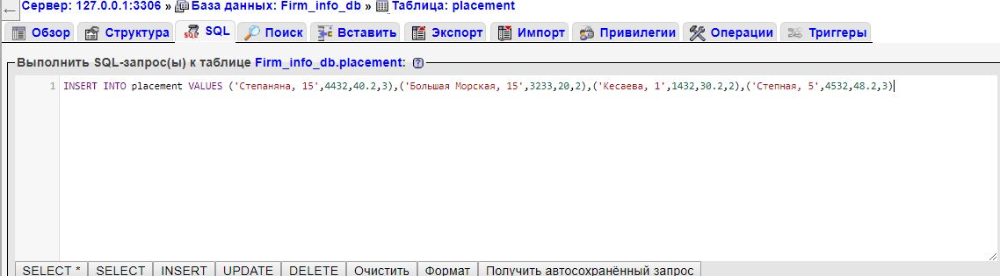 ← Сервер: 127.0.0.1:3306 » База данных: Firm_info_db » Таблица: placement
Обзор Структура SQL Поиск Вставить Экспорт Импорт Привилегии Операции Триггеры
Выполнить SQL-запрос(ы) к таблице Firm_info_db.placement:
1 INSERT INTO placement VALUES ('Степаняна, 15',4432,40.2,3),('Большая Морская, 15',3233,20,2),('Кесаева, 1',1432,30.2,2),('Степная, 5',4532,48.2,3)
SELECT * SELECT INSERT UPDATE DELETE Очистить Формат Получить автосохранённый запрос